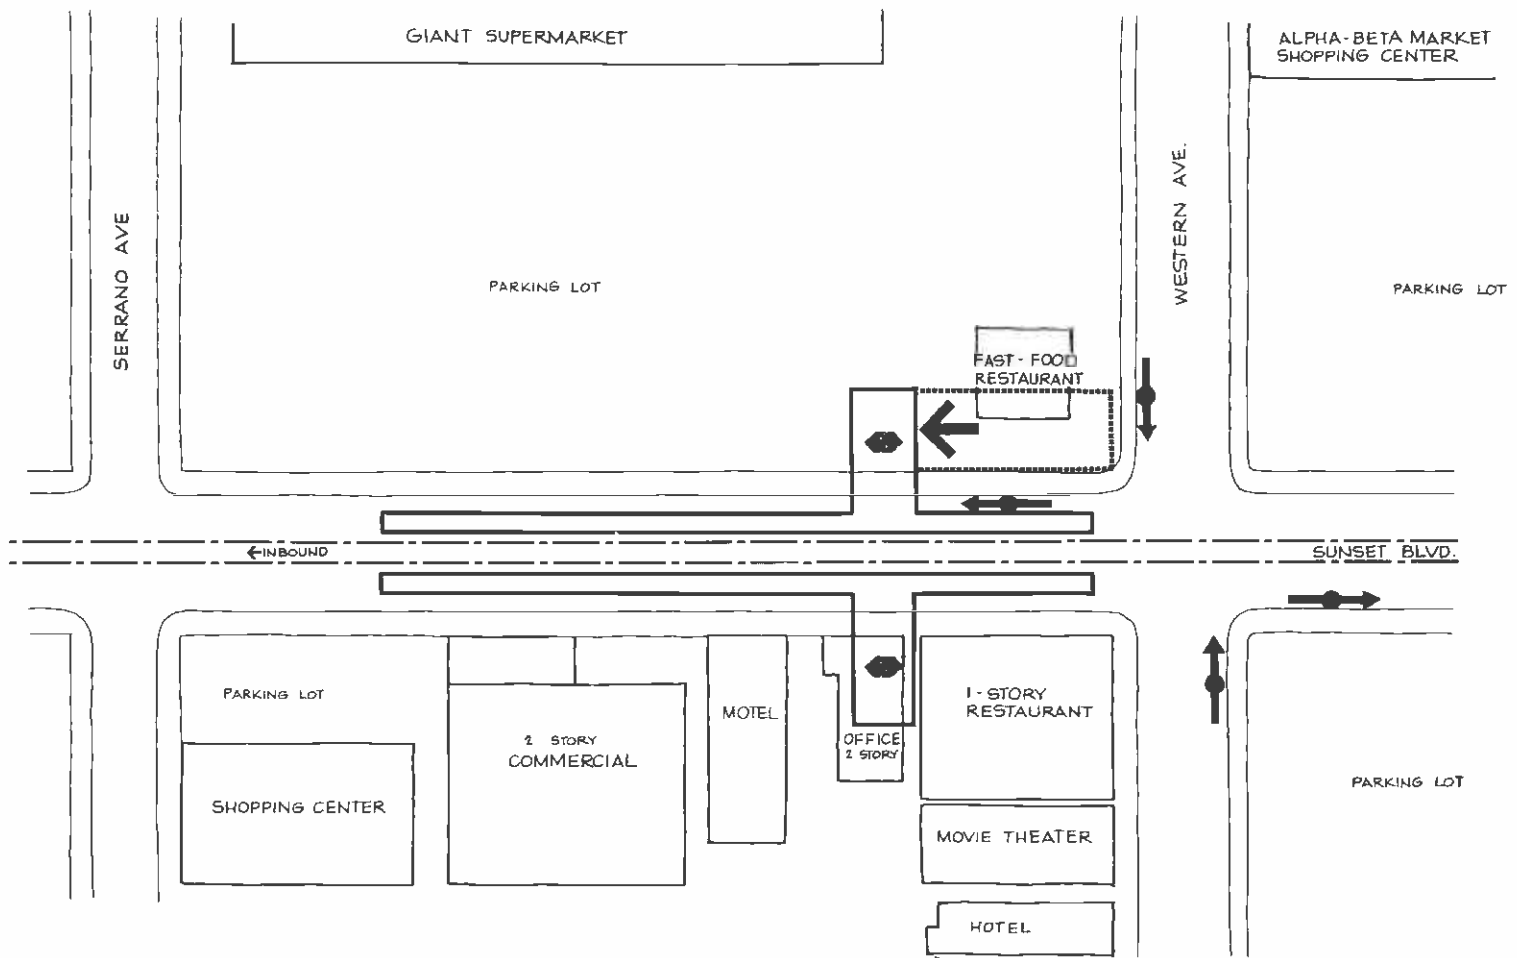 GIANT SUPERMARKET
ALPHA-BETA MARKET
SHOPPING CENTER
SERRANO AVE
WESTERN AVE.
PARKING LOT
PARKING LOT
FAST-FOOD
RESTAURANT
←INBOUND
SUNSET BLVD.
PARKING LOT
1-STORY
RESTAURANT
MOTEL
2 STORY
COMMERCIAL
OFFICE
2 STORY
PARKING LOT
SHOPPING CENTER
MOVIE THEATER
HOTEL